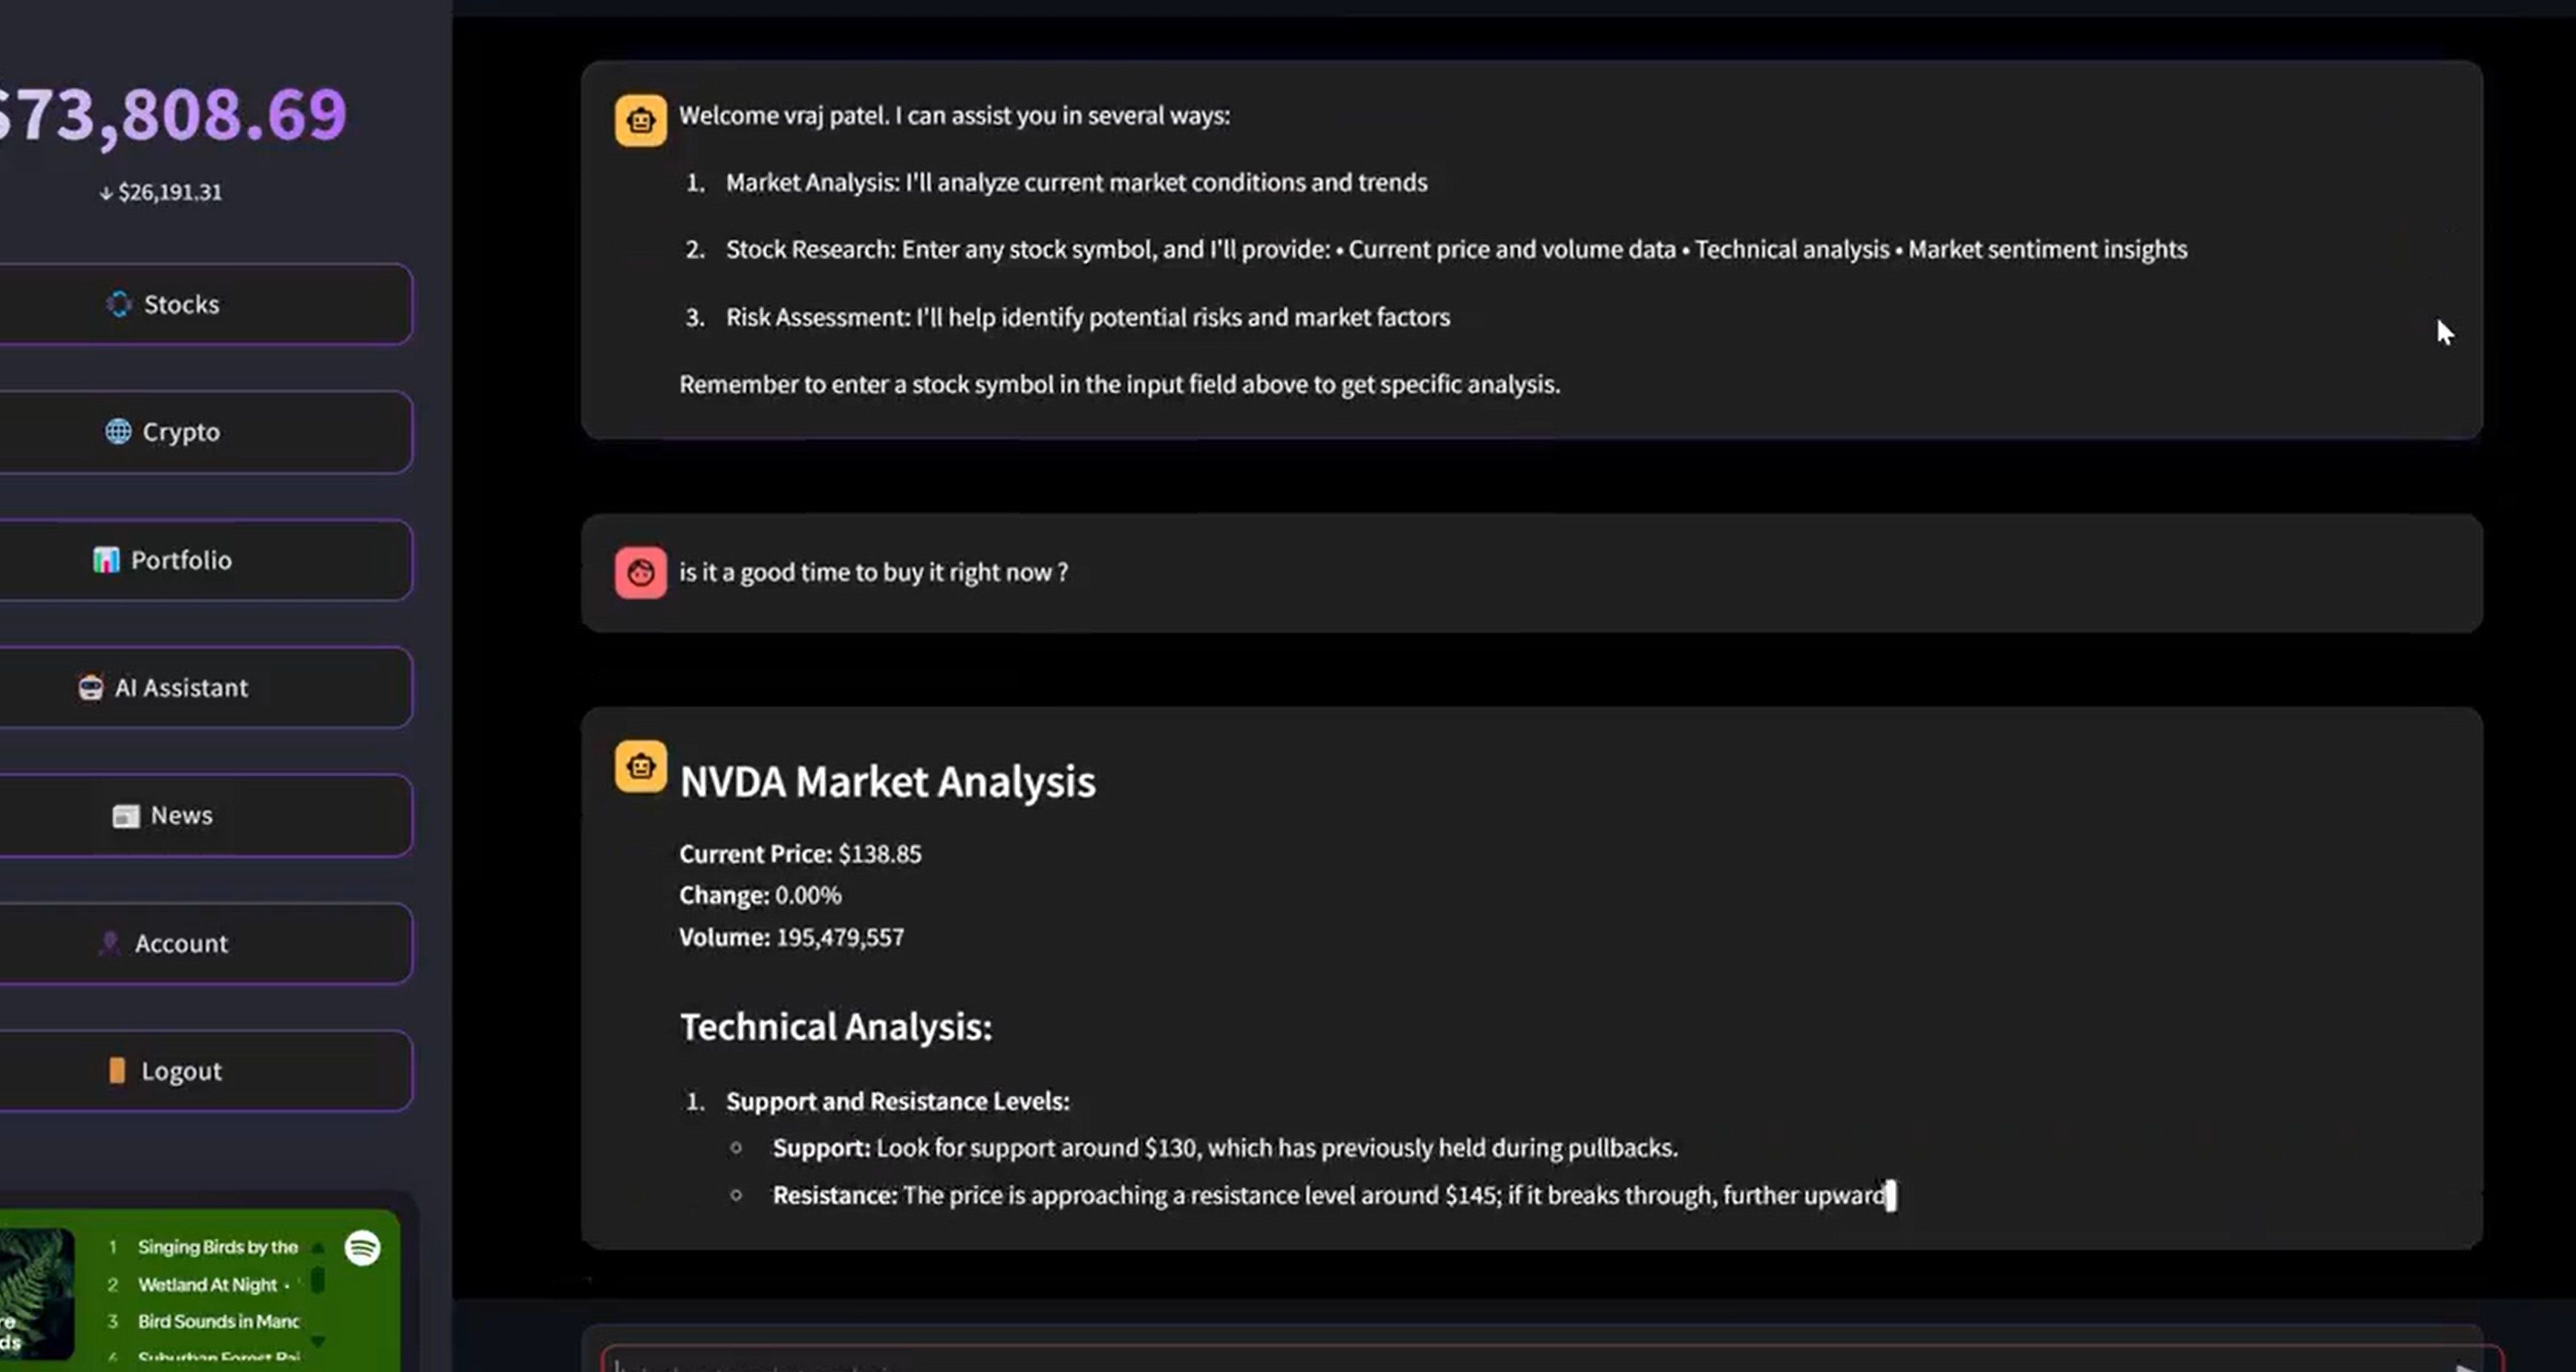 $73,808.69
↓ $26,191.31
Stocks
Crypto
Portfolio
AI Assistant
News
Account
Logout
1 Singing Birds by the
2 Wetland At Night •
3 Bird Sounds in Manc
Welcome vraj patel. I can assist you in several ways:
1. Market Analysis: I'll analyze current market conditions and trends
2. Stock Research: Enter any stock symbol, and I'll provide: • Current price and volume data • Technical analysis • Market sentiment insights
3. Risk Assessment: I'll help identify potential risks and market factors
Remember to enter a stock symbol in the input field above to get specific analysis.
is it a good time to buy it right now ?
NVDA Market Analysis
Current Price: $138.85
Change: 0.00%
Volume: 195,479,557
Technical Analysis:
1. Support and Resistance Levels:
Support: Look for support around $130, which has previously held during pullbacks.
Resistance: The price is approaching a resistance level around $145; if it breaks through, further upward